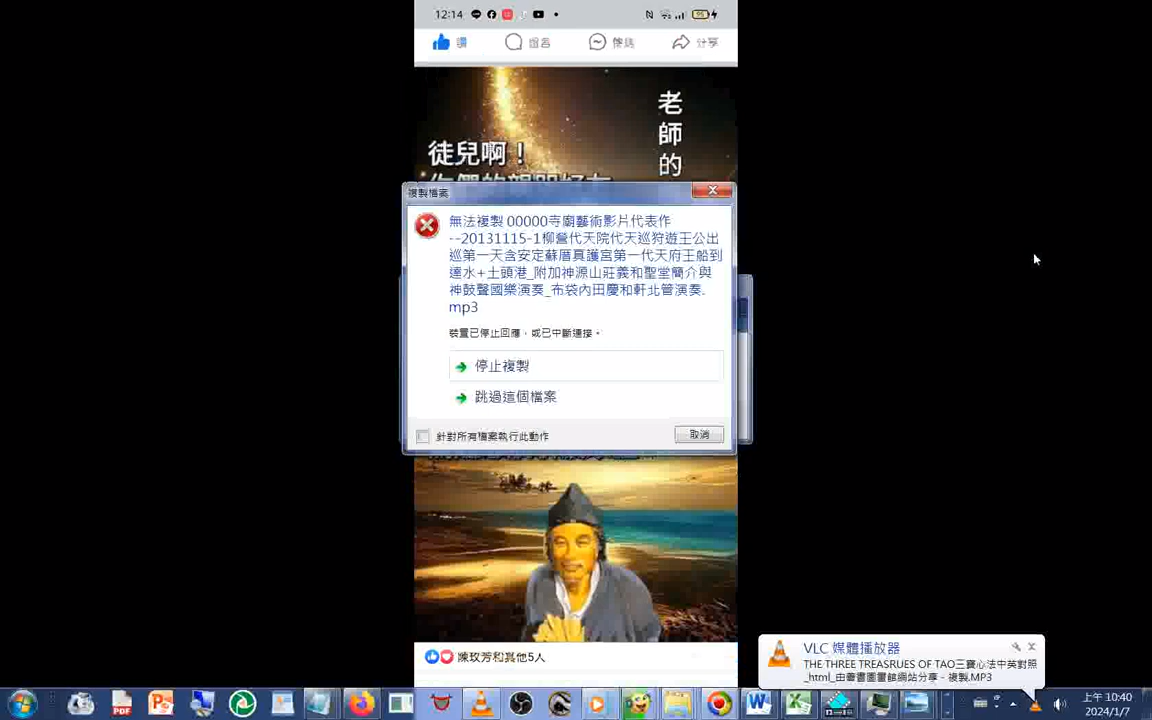 12:14
讚
留言
傳送
分享
老師的
徒兒啊！
複製檔案
無法複製 00000寺廟藝術影片代表作
--20131115-1柳營代天院代天巡狩遊王公出
巡第一天含安定蘇厝真護宮第一代天府王船到
達水+土頭港_附加神源山莊義和聖堂簡介與
神鼓聲國樂演奏_布袋內田慶和軒北管演奏.
mp3
裝置已停止回應，或已中斷連接。
停止複製
跳過這個檔案
針對所有檔案執行此動作
取消
陳玫芳和其他5人
VLC 媒體播放器
THE THREE TREASRUES OF TAO三寶心法中英對照
_html_由善書圖書館網站分享 - 複製.MP3
上午 10:40
2024/1/7